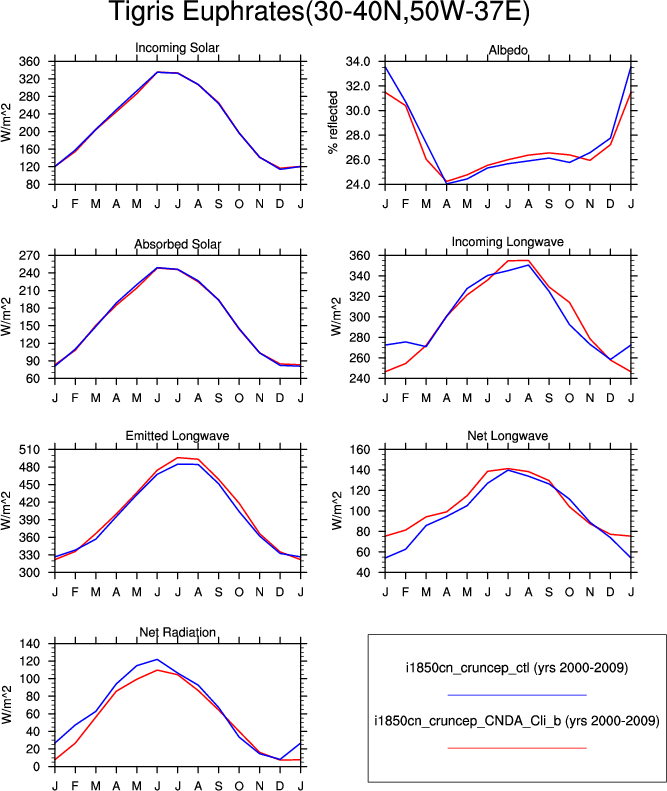 Tigris Euphrates(30-40N,50W-37E)
Incoming Solar
W/m^2
360
320
280
240
200
160
120
80
J F M A M J J A S O N D J
Albedo
% reflected
34.0
32.0
30.0
28.0
26.0
24.0
J F M A M J J A S O N D J
Absorbed Solar
W/m^2
270
240
210
180
150
120
90
60
J F M A M J J A S O N D J
Incoming Longwave
W/m^2
360
340
320
300
280
260
240
J F M A M J J A S O N D J
Emitted Longwave
W/m^2
510
480
450
420
390
360
330
300
J F M A M J J A S O N D J
Net Longwave
W/m^2
160
140
120
100
80
60
40
J F M A M J J A S O N D J
Net Radiation
W/m^2
140
120
100
80
60
40
20
0
J F M A M J J A S O N D J
i1850cn_cruncep_ctl (yrs 2000-2009)
i1850cn_cruncep_CNDA_Cli_b (yrs 2000-2009)